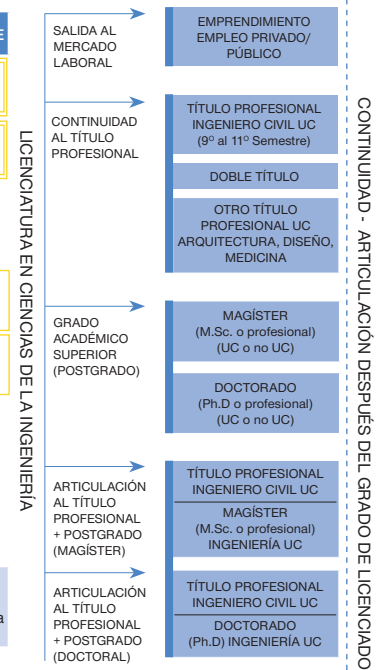 E
LICENCIATURA EN CIENCIAS DE LA INGENIERÍA
SALIDA AL
MERCADO
LABORAL
EMPRENDIMIENTO
EMPLEO PRIVADO/
PÚBLICO
CONTINUIDAD
AL TÍTULO
PROFESIONAL
TÍTULO PROFESIONAL
INGENIERO CIVIL UC
(9º al 11º Semestre)
DOBLE TÍTULO
OTRO TÍTULO
PROFESIONAL UC
ARQUITECTURA, DISEÑO,
MEDICINA
GRADO
ACADÉMICO
SUPERIOR
(POSTGRADO)
MAGÍSTER
(M.Sc. o profesional)
(UC o no UC)
DOCTORADO
(Ph.D o profesional)
(UC o no UC)
ARTICULACIÓN
AL TÍTULO
PROFESIONAL
+ POSTGRADO
(MAGÍSTER)
TÍTULO PROFESIONAL
INGENIERO CIVIL UC
MAGÍSTER
(M.Sc. o profesional)
INGENIERÍA UC
ARTICULACIÓN
AL TÍTULO
PROFESIONAL
+ POSTGRADO
(DOCTORAL)
TÍTULO PROFESIONAL
INGENIERO CIVIL UC
DOCTORADO
(Ph.D) INGENIERÍA UC
a
CONTINUIDAD - ARTICULACIÓN DESPUÉS DEL GRADO DE LICENCIADO